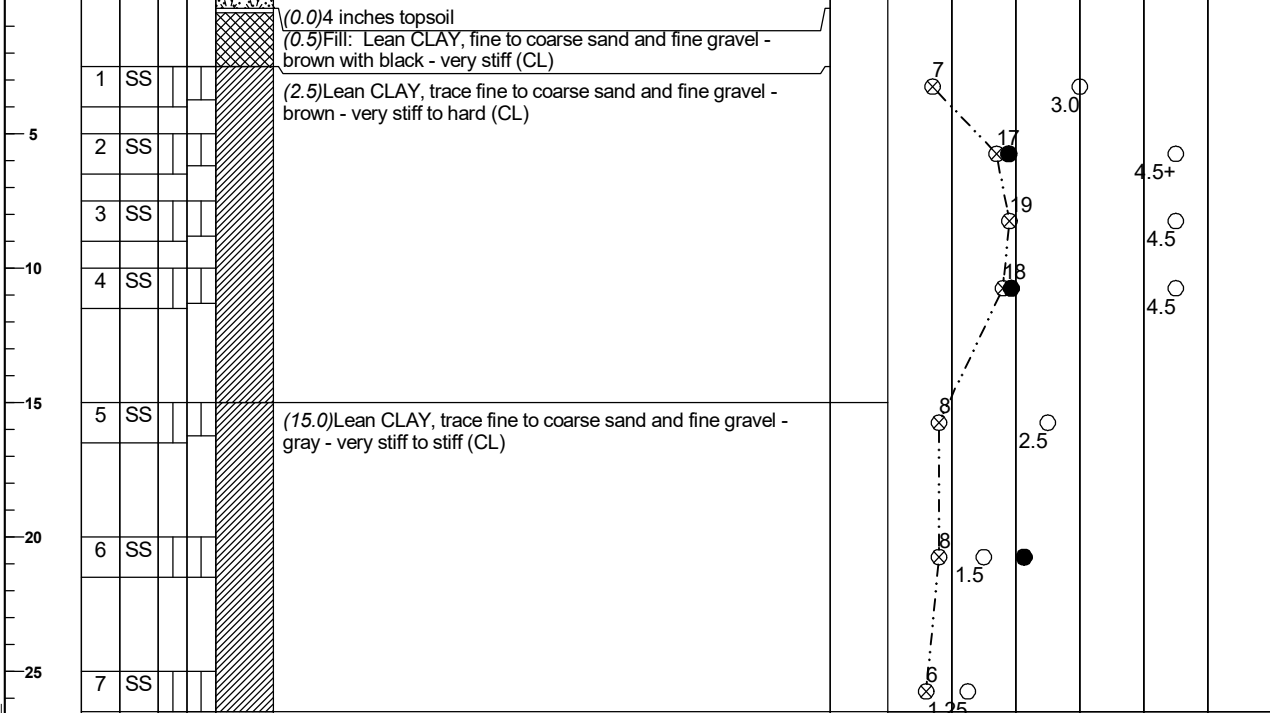 (0.0)4 inches topsoil
(0.5)Fill: Lean CLAY, fine to coarse sand and fine gravel -
brown with black - very stiff (CL)
1 SS
(2.5)Lean CLAY, trace fine to coarse sand and fine gravel -
brown - very stiff to hard (CL)
7
3.0
5
2 SS
17
4.5+
3 SS
19
4.5
10
4 SS
18
4.5
15
5 SS
(15.0)Lean CLAY, trace fine to coarse sand and fine gravel -
gray - very stiff to stiff (CL)
8
2.5
20
6 SS
8
1.5
25
7 SS
6
1.25